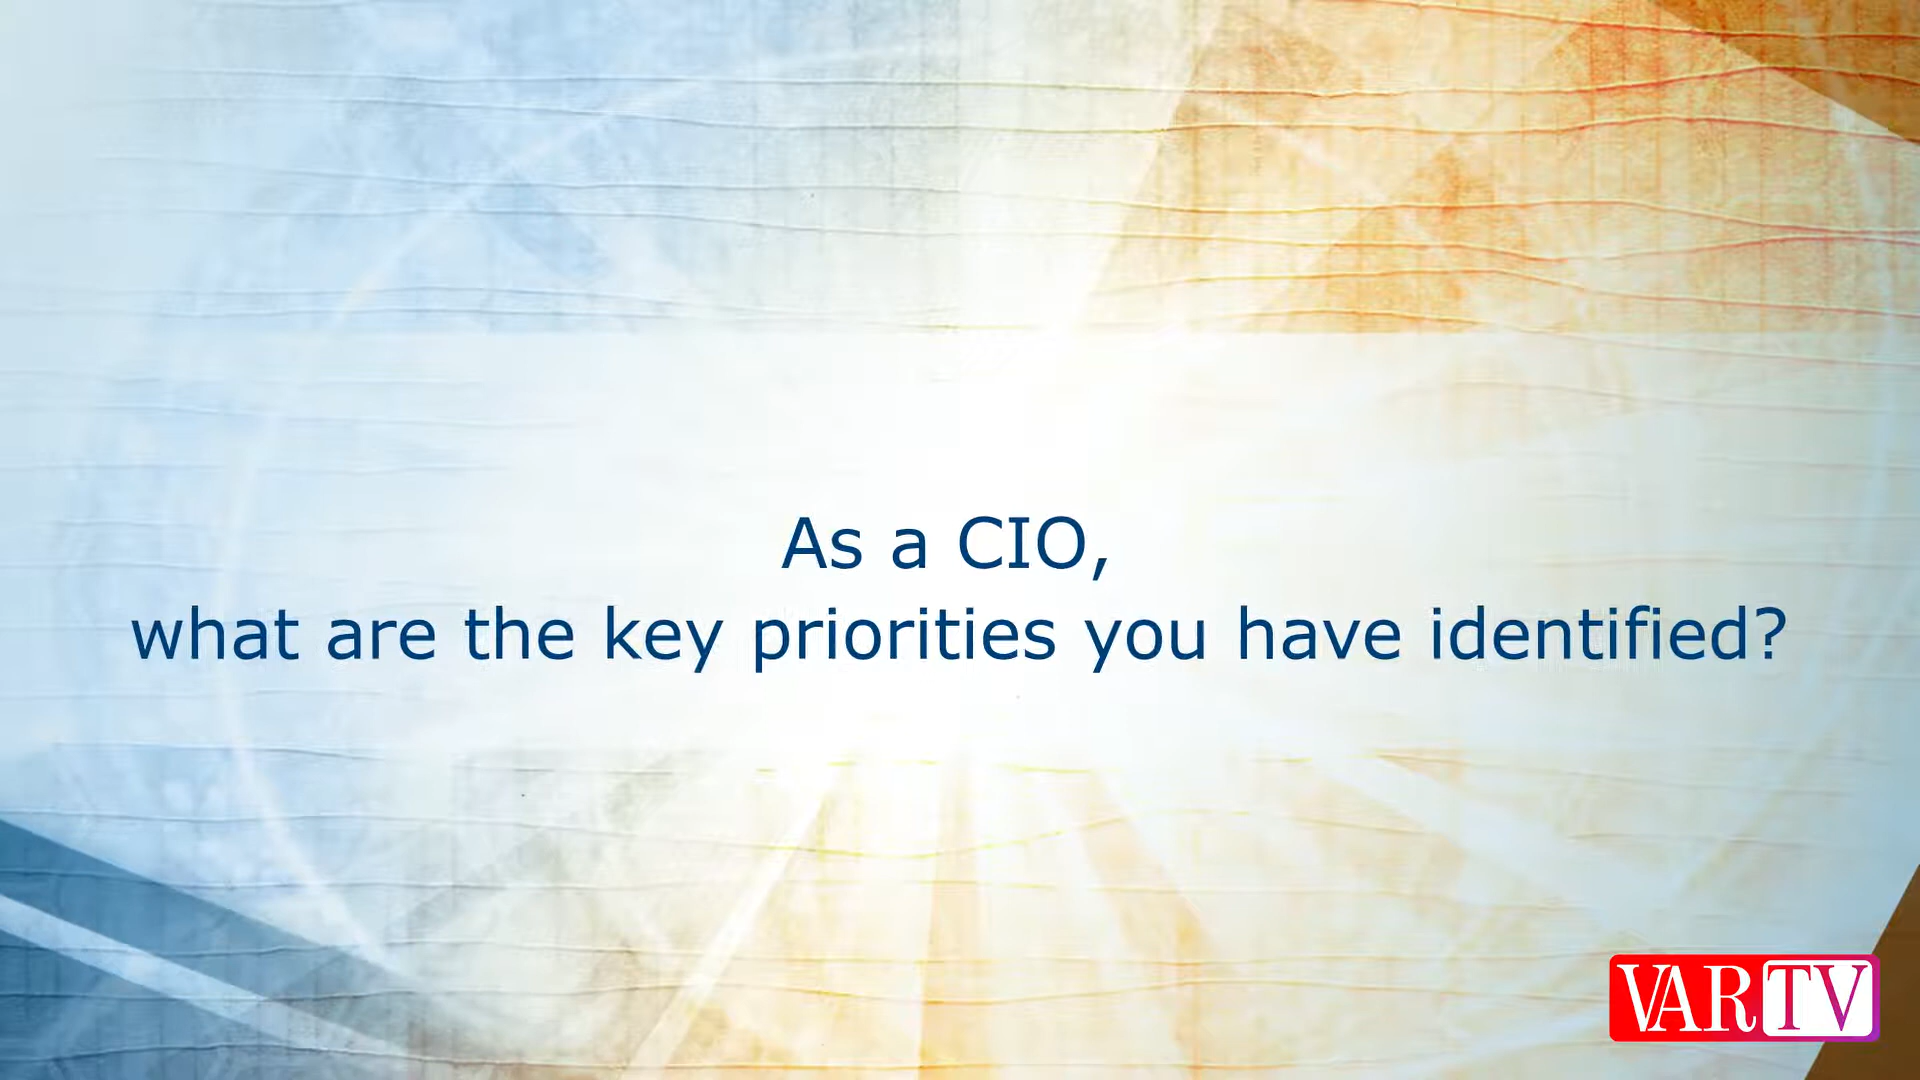 As a CIO,
what are the key priorities you have identified?
VARTV